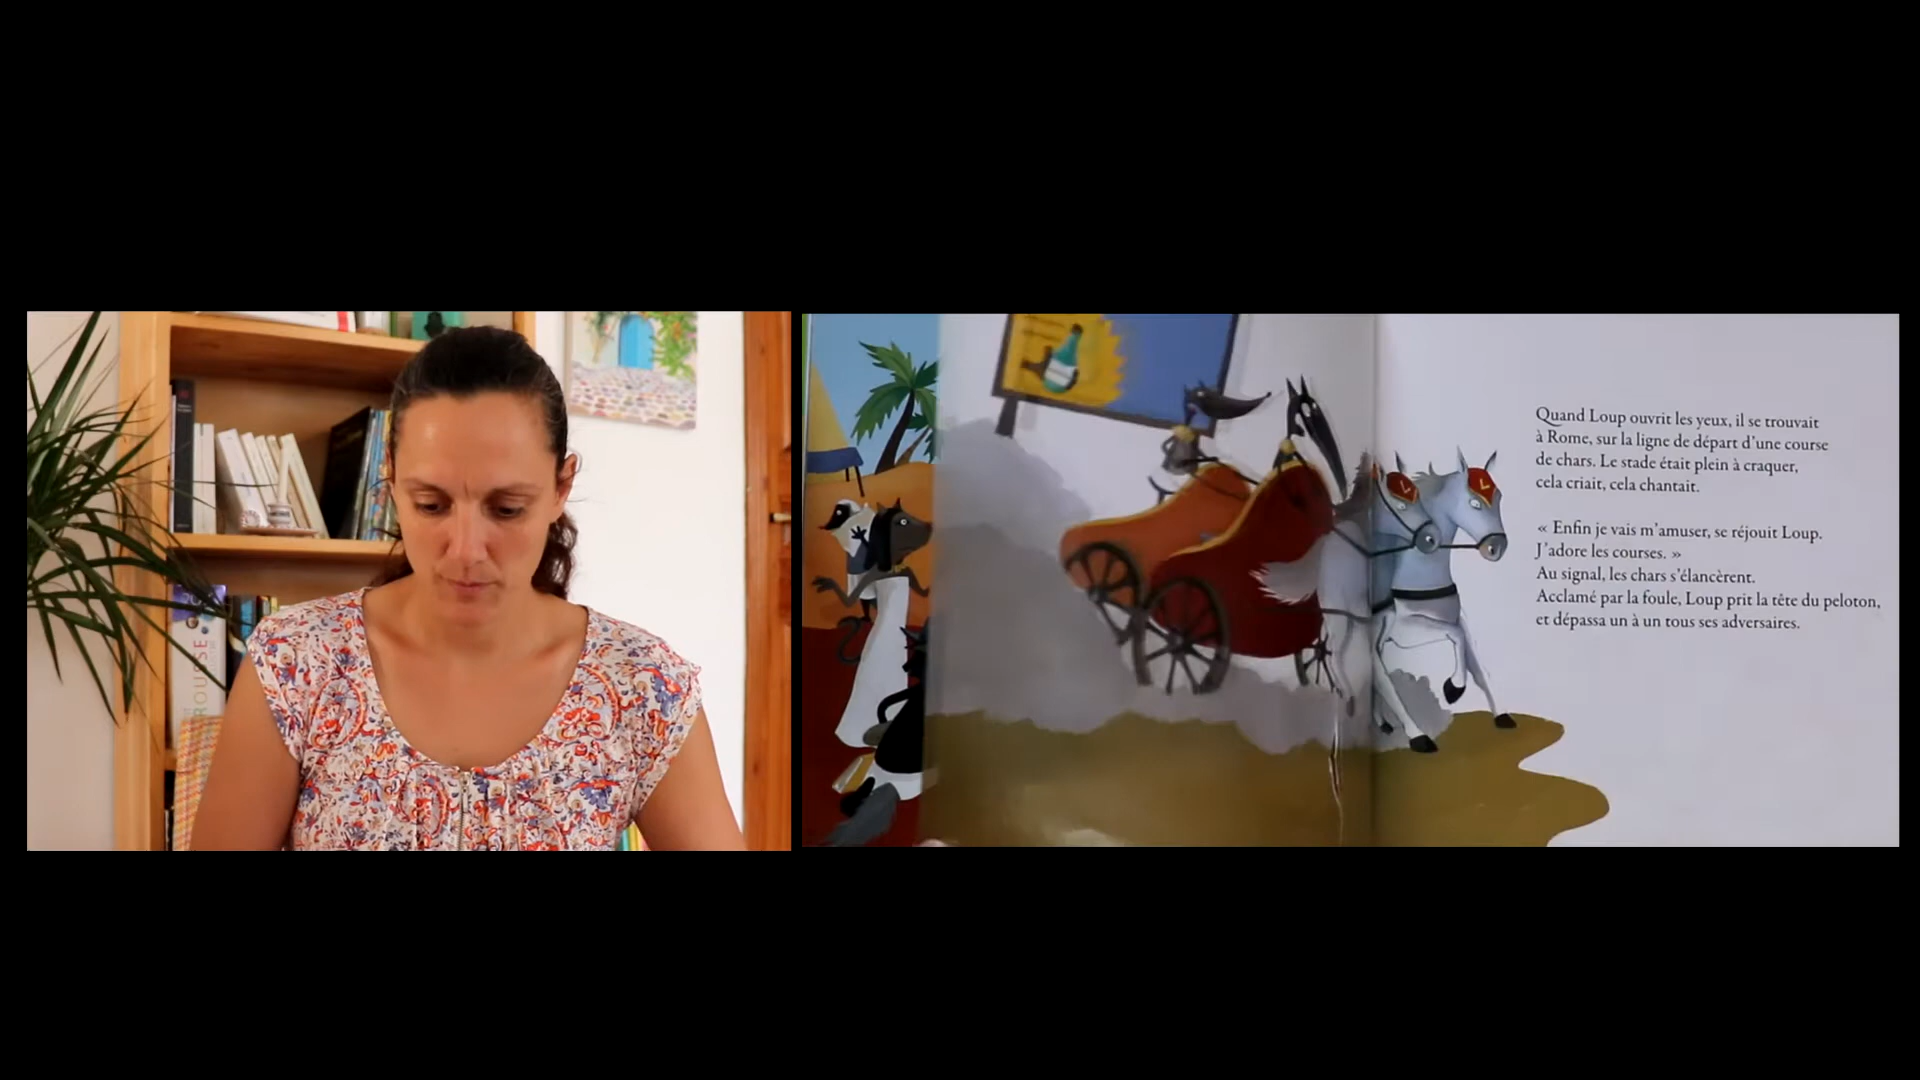 Quand Loup ouvrit les yeux, il se trouvait
à Rome, sur la ligne de départ d'une course
de chars. Le stade était plein à craquer,
cela criait, cela chantait.
« Enfin je vais m'amuser, se réjouit Loup.
J'adore les courses. »
Au signal, les chars s'élancèrent.
Acclamé par la foule, Loup prit la tête du peloton,
et dépassa un à un tous ses adversaires.